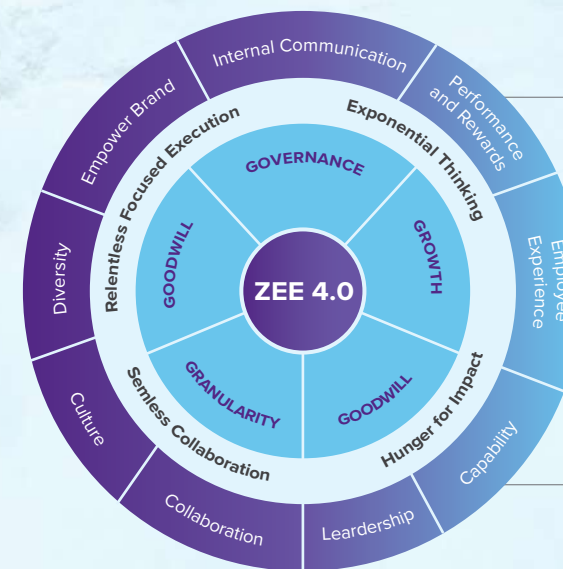 Internal Communication
Performance
and Rewards
Employee
Experience
Capability
Leardership
Collaboration
Culture
Diversity
Empower Brand
Relentless Focused Execution
Exponential Thinking
Hunger for Impact
Semless Collaboration
GOVERNANCE
GROWTH
GOODWILL
GRANULARITY
GOODWILL
ZEE 4.0